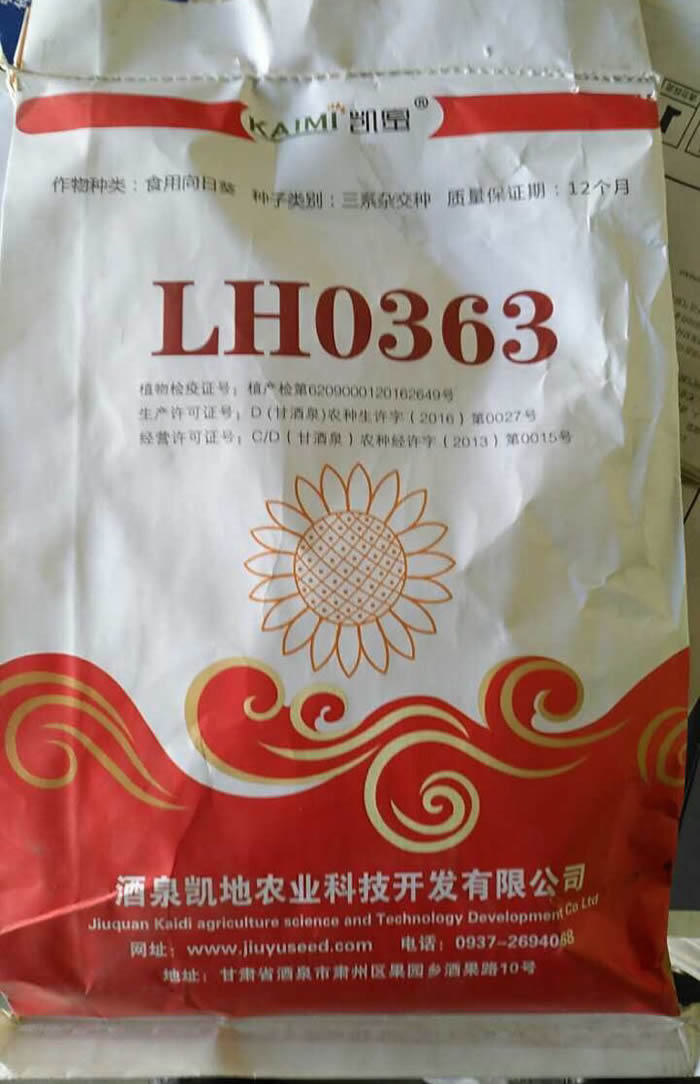 KAIMI 凯蜜®
作物种类：食用向日葵 种子类别：三系杂交种 质量保证期：12个月
LH0363
植物检疫证号：植产检第6209000120162649号
生产许可证号：D(甘酒泉)农种生许字（2016）第0027号
经营许可证号：C/D（甘酒泉）农种经许字（2013）第0015号
酒泉凯地农业科技开发有限公司
Jiuquan Kaidi agriculture science and Technology Development Co Ltd
网址：www.jiuyuseed.com 电话：0937-2694068
地址：甘肃省酒泉市肃州区果园乡酒果路10号